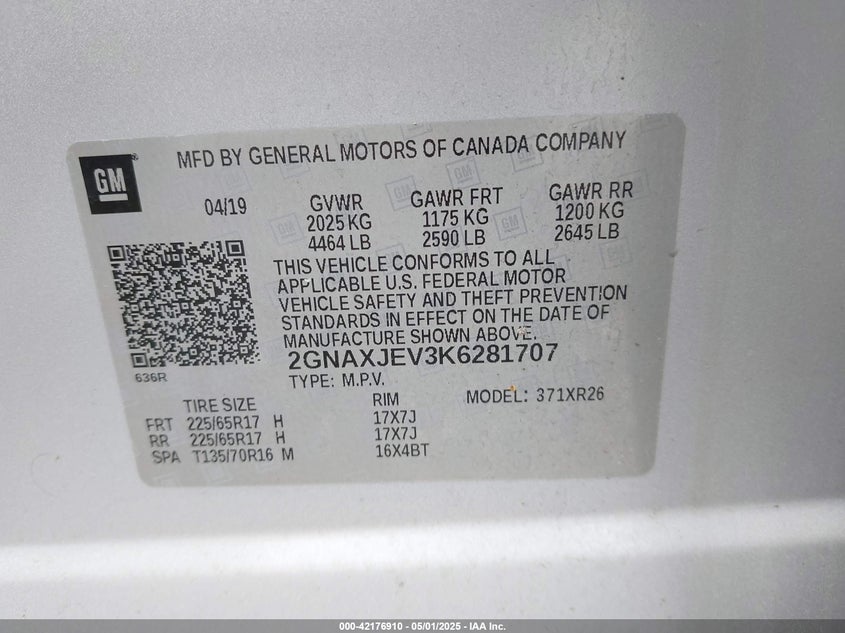 GM
MFD BY GENERAL MOTORS OF CANADA COMPANY
04/19 GVWR GAWR FRT GAWR RR
2025 KG 1175 KG 1200 KG
4464 LB 2590 LB 2645 LB
THIS VEHICLE CONFORMS TO ALL
APPLICABLE U.S. FEDERAL MOTOR
VEHICLE SAFETY AND THEFT PREVENTION
STANDARDS IN EFFECT ON THE DATE OF
MANUFACTURE SHOWN ABOVE.
2GNAXJEV3K6281707
636R
TYPE: M.P.V.
TIRE SIZE RIM MODEL: 371XR26
FRT 225/65R17 H 17X7J
RR 225/65R17 H 17X7J
SPA T135/70R16 M 16X4BT
000-42176910 - 05/01/2025 - IAA Inc.